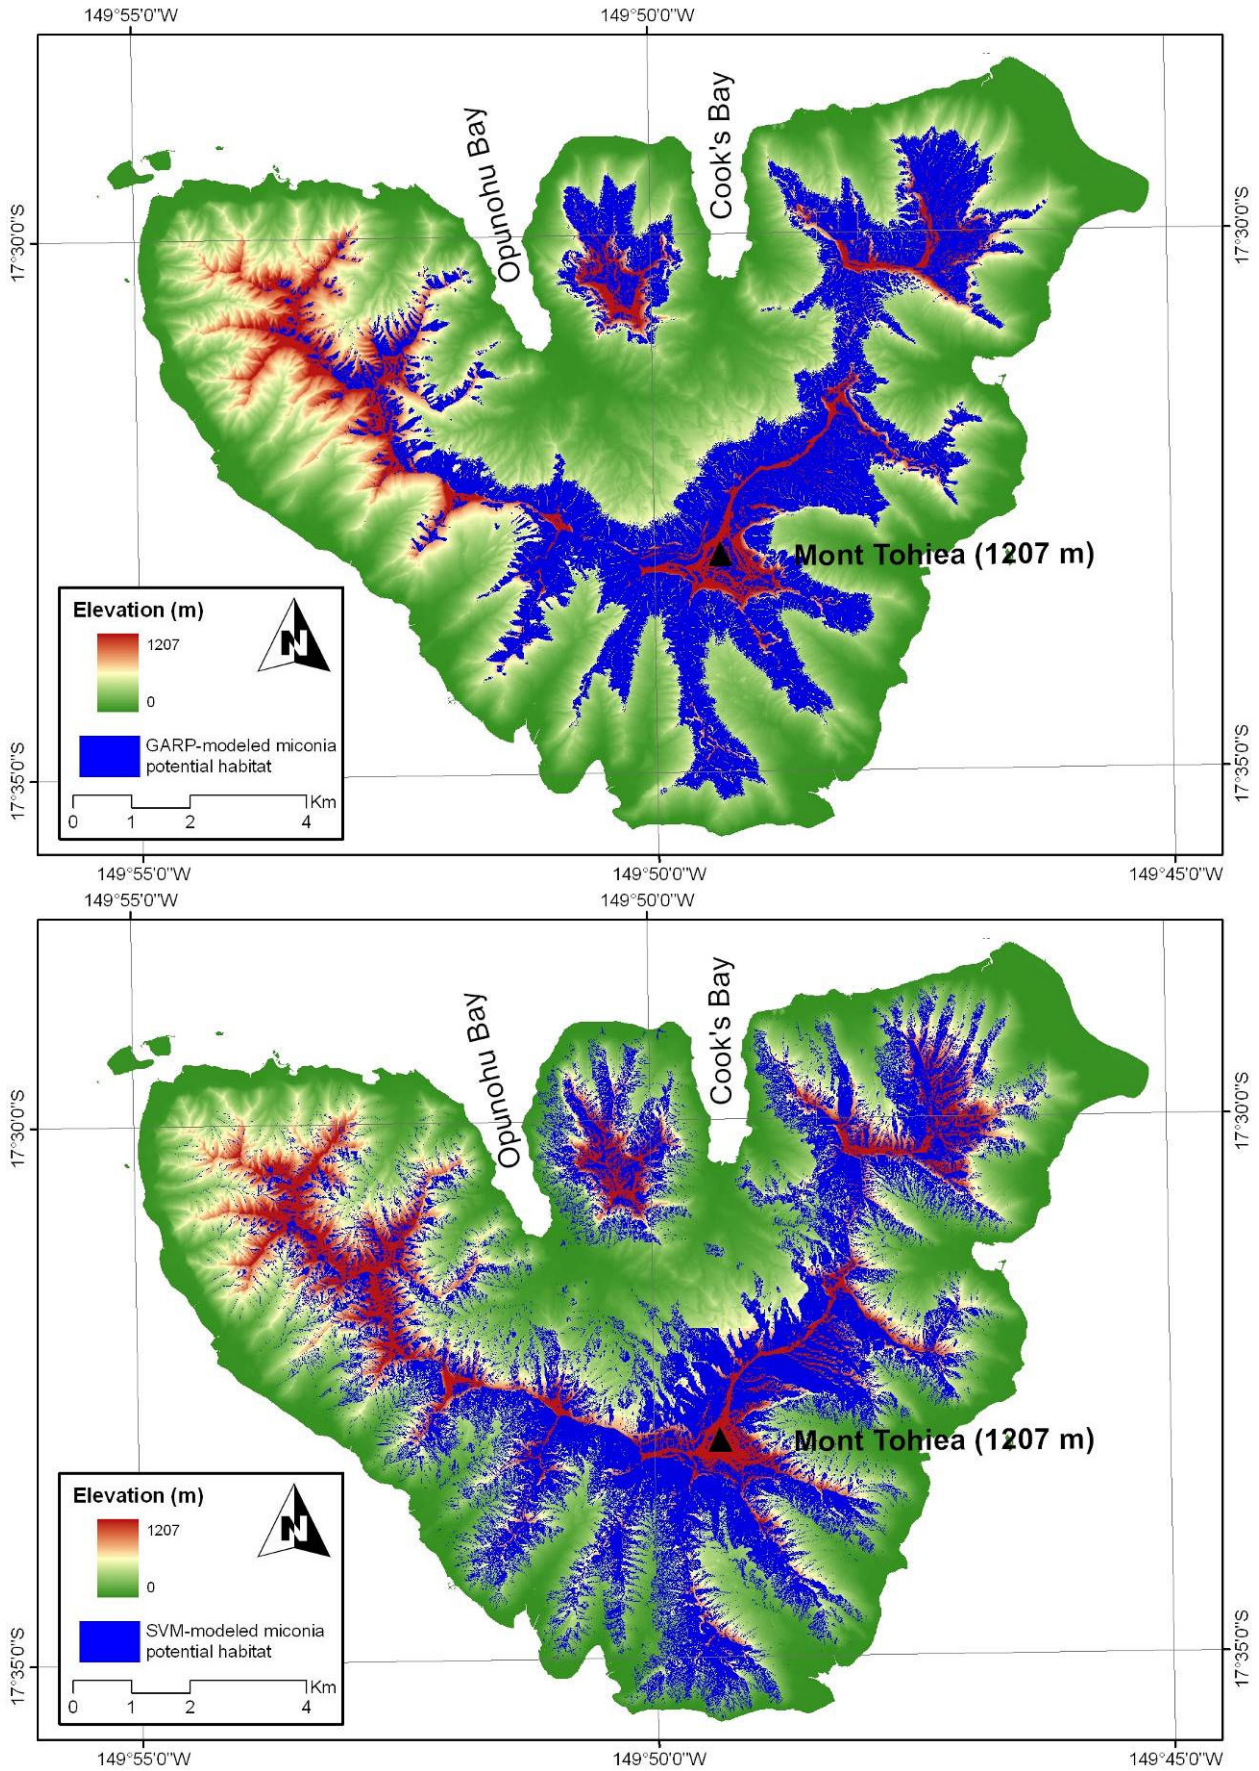 149°55'0"W
149°50'0"W
Opunohu Bay
Cook's Bay
17°30'0"S
17°30'0"S
Mont Tohiea (1207 m)
Elevation (m)
1207
0
N
GARP-modeled miconia
potential habitat
Km
0 1 2 4
17°35'0"S
17°35'0"S
149°55'0"W
149°50'0"W
149°45'0"W
149°55'0"W
149°50'0"W
Opunohu Bay
Cook's Bay
17°30'0"S
17°30'0"S
Mont Tohiea (1207 m)
Elevation (m)
1207
0
N
SVM-modeled miconia
potential habitat
Km
0 1 2 4
17°35'0"S
17°35'0"S
149°55'0"W
149°50'0"W
149°45'0"W